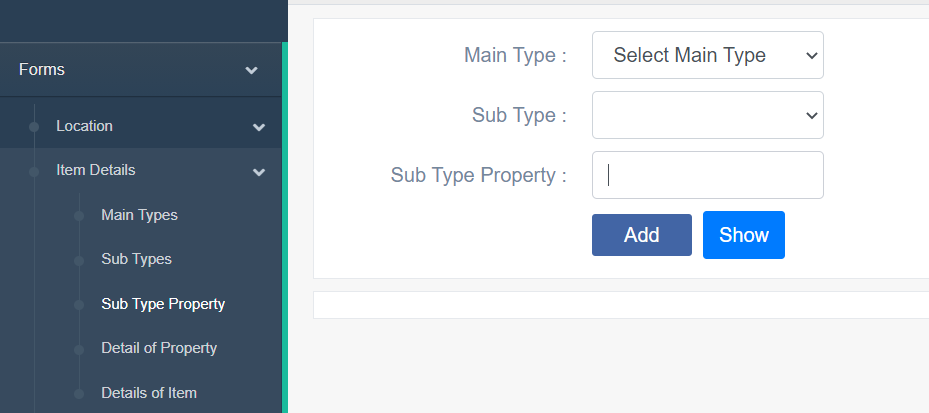 Forms
Location
Item Details
Main Types
Sub Types
Sub Type Property
Detail of Property
Details of Item
Main Type :
Select Main Type
Sub Type :
Sub Type Property :
Add
Show